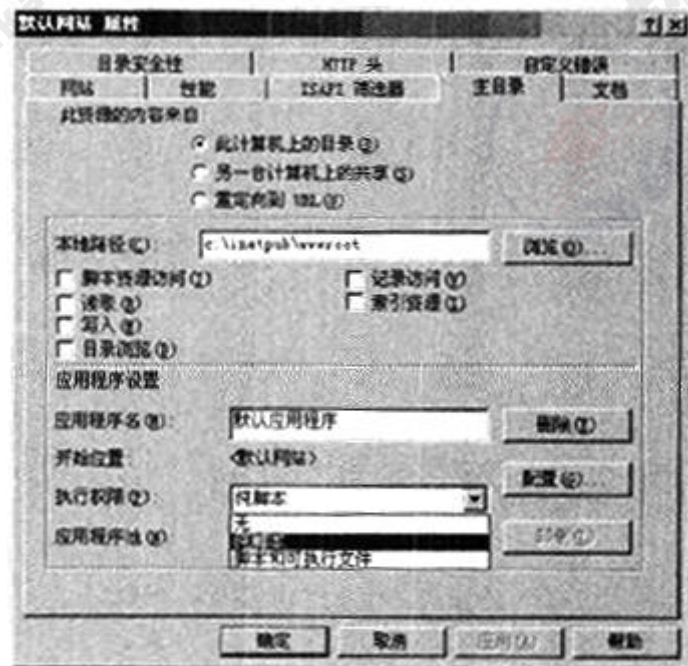 默认网站 属性
目录安全性 HTTP 头 自定义错误
网站 性能 ISAPI 筛选器 主目录 文档
此资源的内容来自
此计算机上的目录(D)
另一台计算机上的共享(S)
重定向到 URL(U)
本地路径(C): c:\inetpub\wwwroot 浏览(O)...
脚本资源访问(T) 记录访问(V)
读取(R) 索引资源(I)
写入(W)
目录浏览(B)
应用程序设置
应用程序名(M): 默认应用程序 删除(E)
开始位置: <默认网站>
配置(G)...
执行权限(P): 纯脚本
无
应用程序池(N)
脚本和可执行文件
确定 取消 应用(A) 帮助